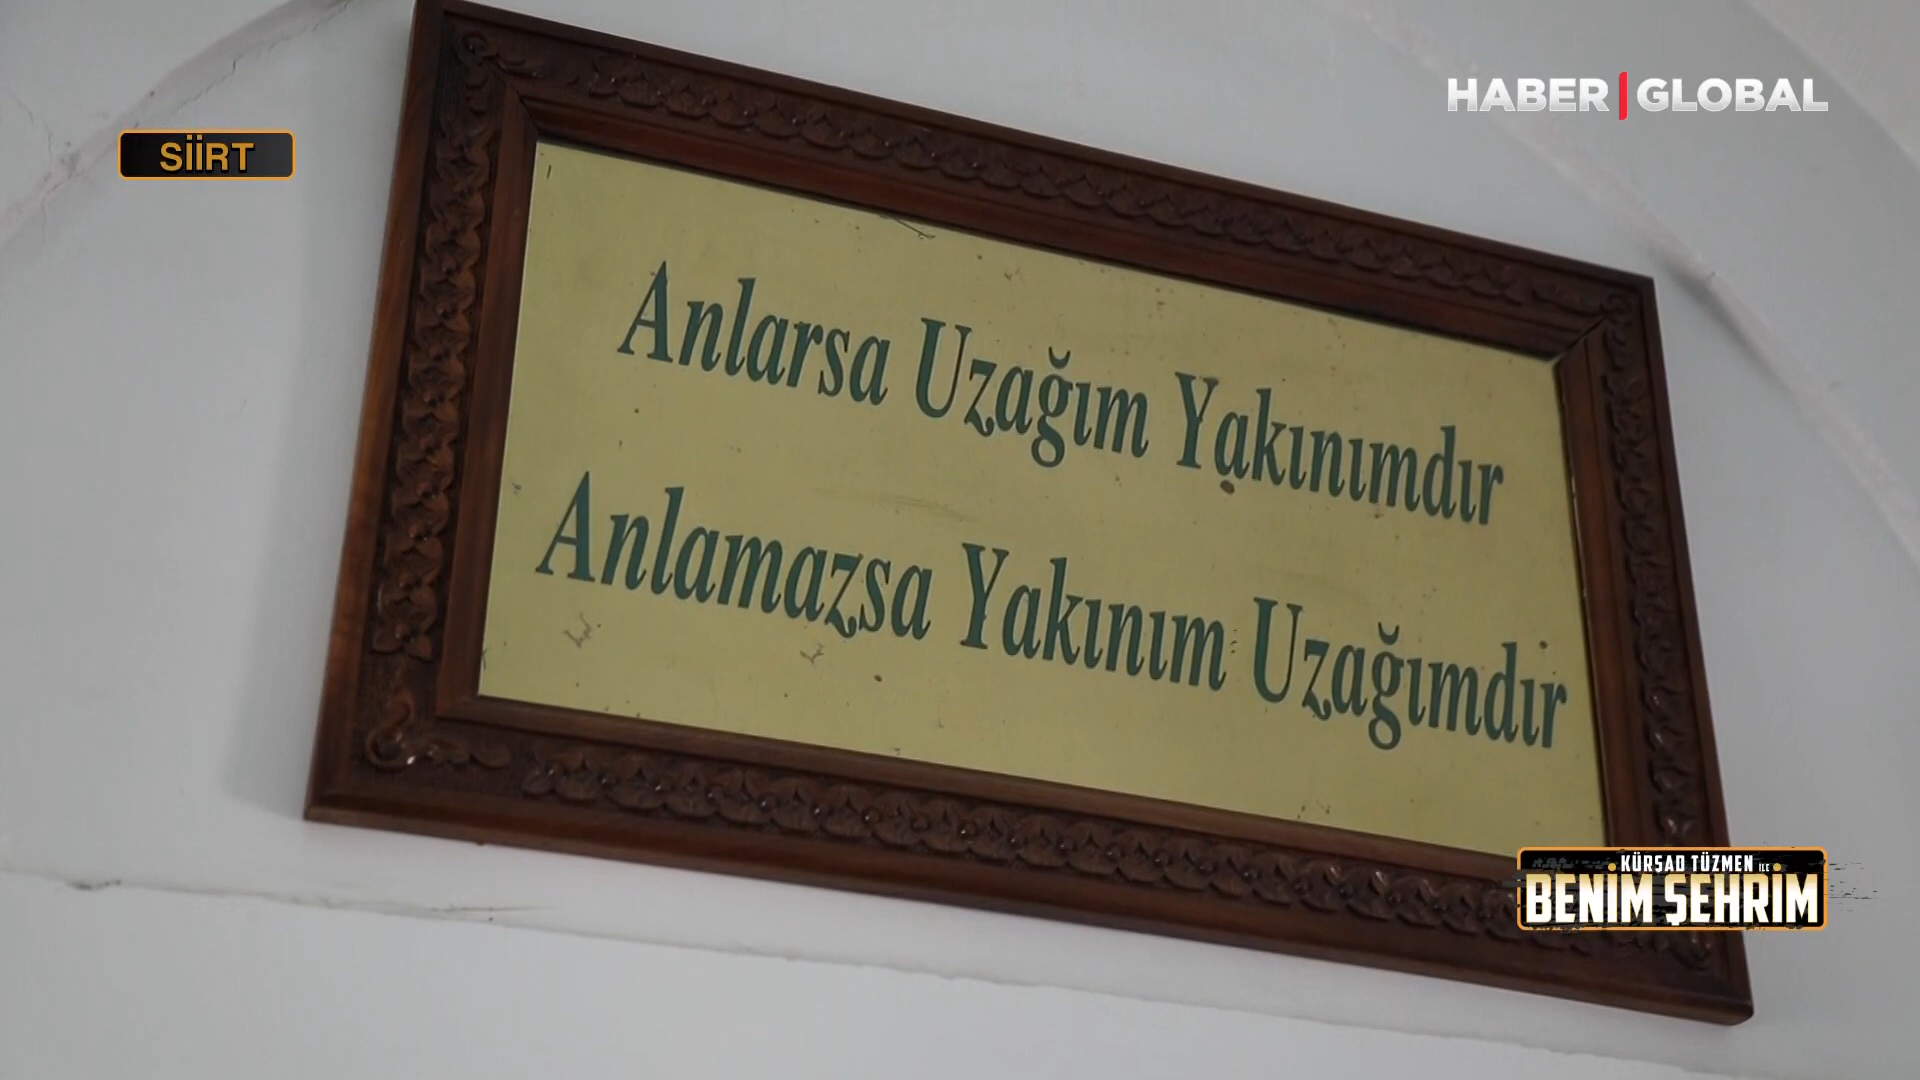 HABER GLOBAL
SİİRT
Anlarsa Uzağım Yakınımdır
Anlamazsa Yakınım Uzağımdır
KÜRŞAD TÜZMEN İLE
BENİM ŞEHRİM